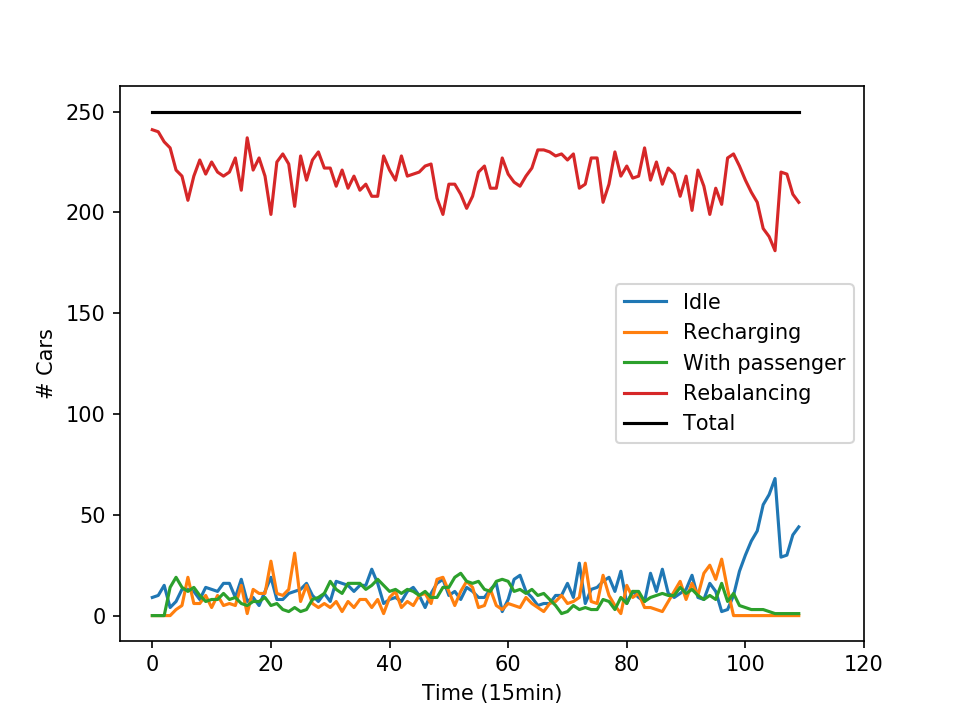 250
200
150
100
50
0
# Cars
Idle
Recharging
With passenger
Rebalancing
Total
0 20 40 60 80 100 120
Time (15min)